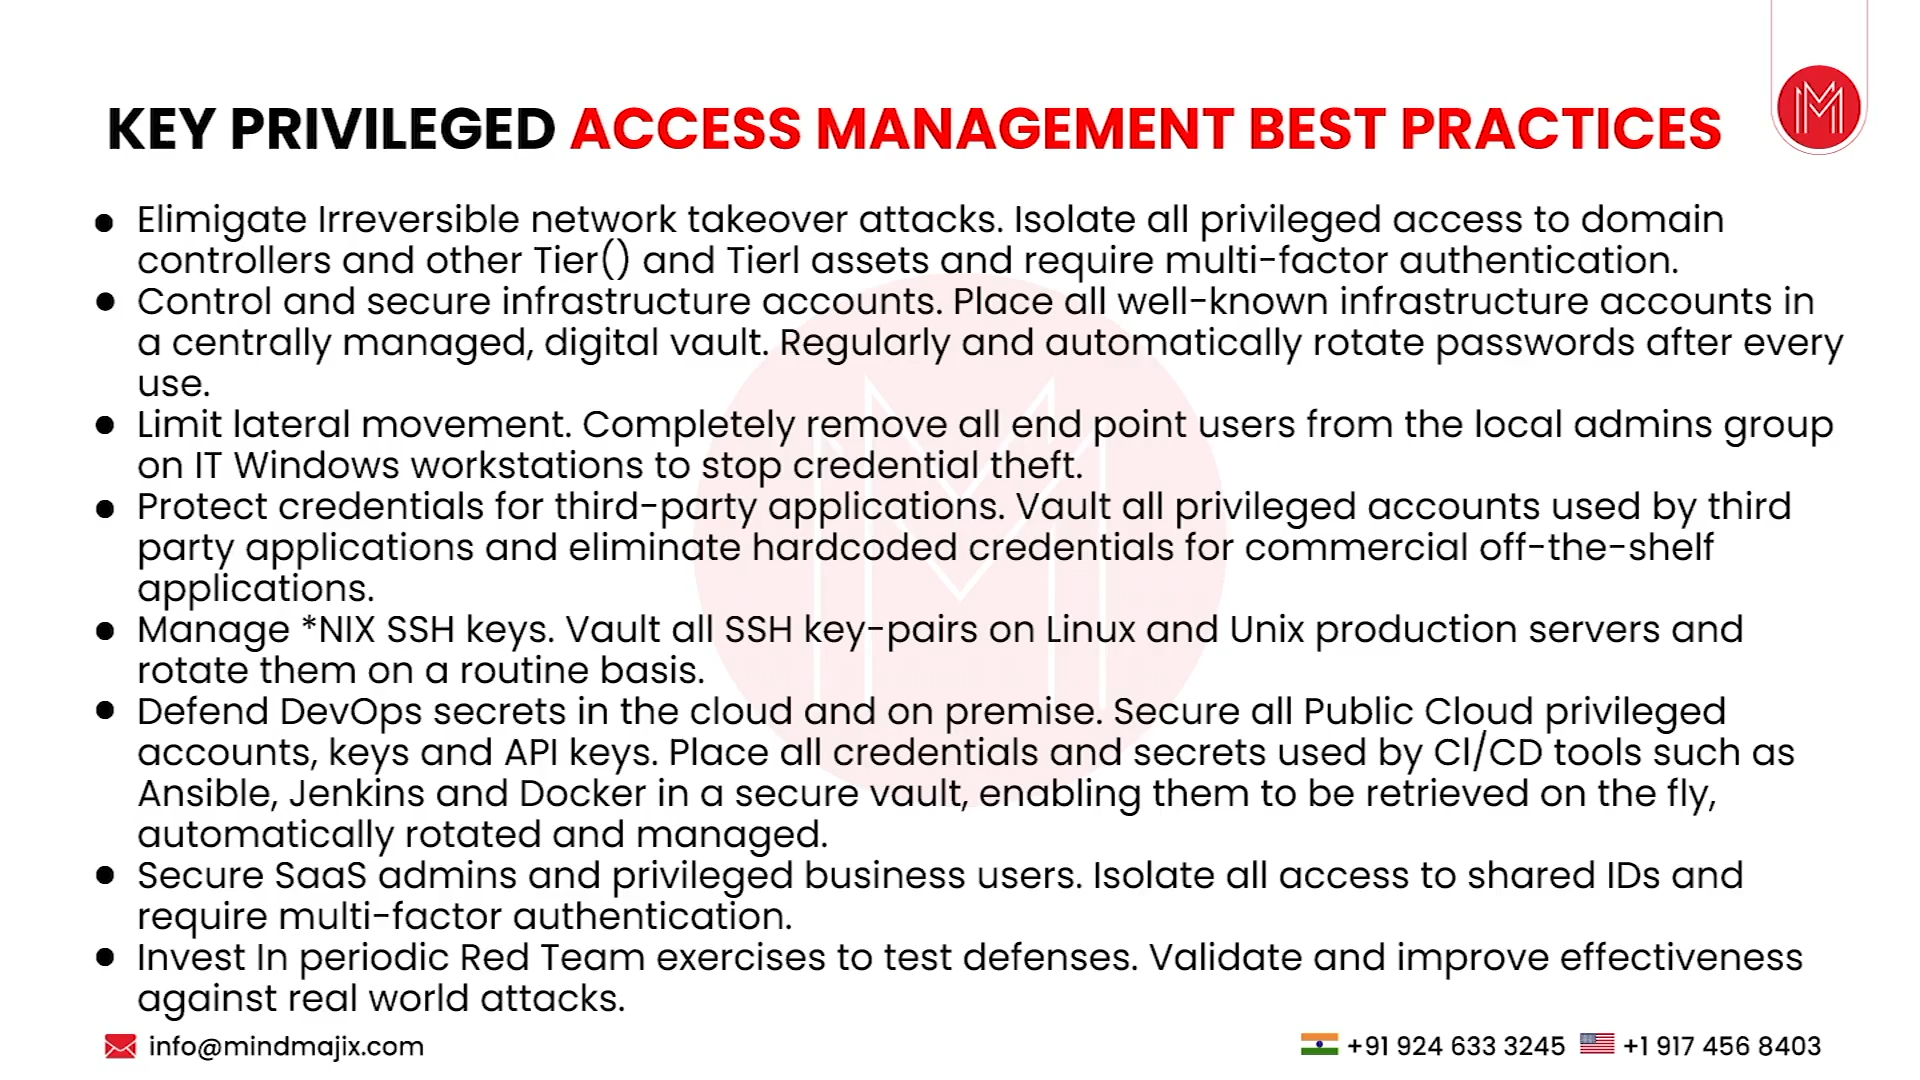 KEY PRIVILEGED ACCESS MANAGEMENT BEST PRACTICES
● Elimigate Irreversible network takeover attacks. Isolate all privileged access to domain
controllers and other Tier() and Tierl assets and require multi-factor authentication.
● Control and secure infrastructure accounts. Place all well-known infrastructure accounts in
a centrally managed, digital vault. Regularly and automatically rotate passwords after every
use.
● Limit lateral movement. Completely remove all end point users from the local admins group
on IT Windows workstations to stop credential theft.
● Protect credentials for third-party applications. Vault all privileged accounts used by third
party applications and eliminate hardcoded credentials for commercial off-the-shelf
applications.
● Manage *NIX SSH keys. Vault all SSH key-pairs on Linux and Unix production servers and
rotate them on a routine basis.
● Defend DevOps secrets in the cloud and on premise. Secure all Public Cloud privileged
accounts, keys and API keys. Place all credentials and secrets used by CI/CD tools such as
Ansible, Jenkins and Docker in a secure vault, enabling them to be retrieved on the fly,
automatically rotated and managed.
● Secure SaaS admins and privileged business users. Isolate all access to shared IDs and
require multi-factor authentication.
● Invest In periodic Red Team exercises to test defenses. Validate and improve effectiveness
against real world attacks.
info@mindmajix.com
+91 924 633 3245
+1 917 456 8403